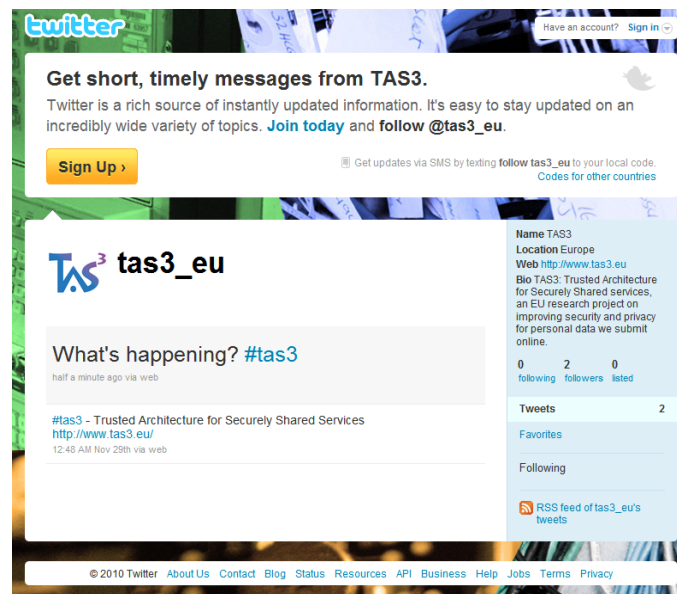 twitter
Have an account? Sign in
Get short, timely messages from TAS3.
Twitter is a rich source of instantly updated information. It's easy to stay updated on an
incredibly wide variety of topics. Join today and follow @tas3_eu.
Sign Up ›
Get updates via SMS by texting follow tas3_eu to your local code.
Codes for other countries
TAS³ tas3_eu
What's happening? #tas3
half a minute ago via web
#tas3 - Trusted Architecture for Securely Shared Services
http://www.tas3.eu/
12:48 AM Nov 29th via web
Name TAS3
Location Europe
Web http://www.tas3.eu
Bio TAS3: Trusted Architecture
for Securely Shared services,
an EU research project on
improving security and privacy
for personal data we submit
online.
0 2 0
following followers listed
Tweets 2
Favorites
Following
RSS feed of tas3_eu's
tweets
© 2010 Twitter About Us Contact Blog Status Resources API Business Help Jobs Terms Privacy